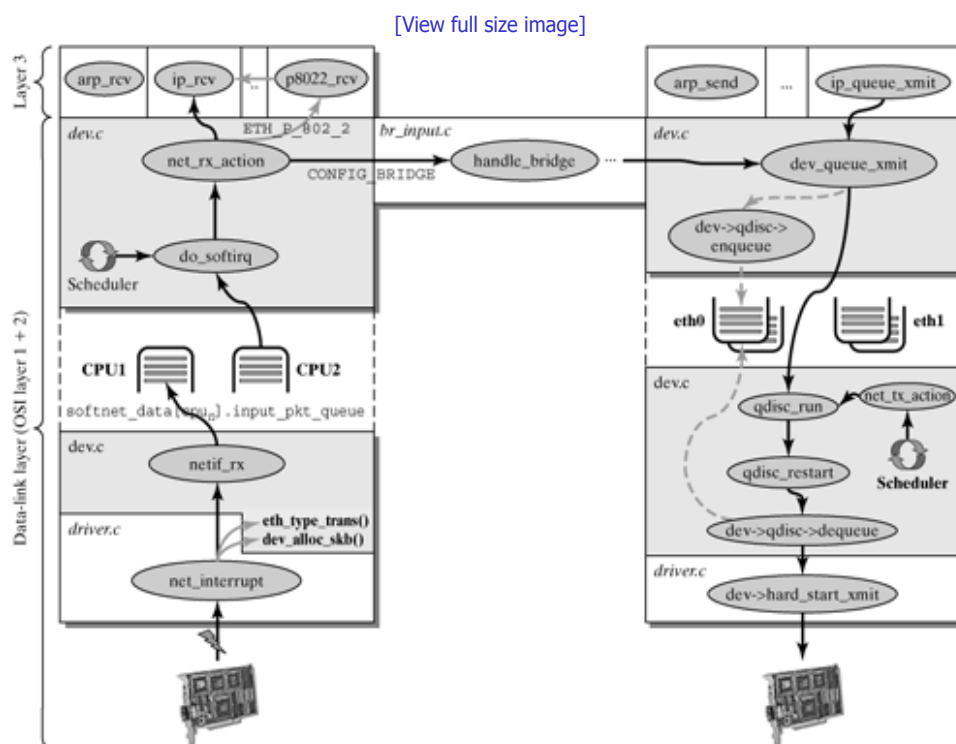 [View full size image]
Layer 3
arp_rcv
ip_rcv
..
p8022_rcv
arp_send
...
ip_queue_xmit
dev.c
ETH_P_802_2
br_input.c
dev.c
net_rx_action
handle_bridge
...
dev_queue_xmit
CONFIG_BRIDGE
dev->qdisc->
enqueue
do_softirq
Scheduler
Data-link layer (OSI layer 1 + 2)
eth0
eth1
CPU1
CPU2
softnet_data[cpu_n].input_pkt_queue
dev.c
net_tx_action
qdisc_run
dev.c
netif_rx
qdisc_restart
Scheduler
driver.c
eth_type_trans()
dev_alloc_skb()
dev->qdisc->dequeue
net_interrupt
driver.c
dev->hard_start_xmit